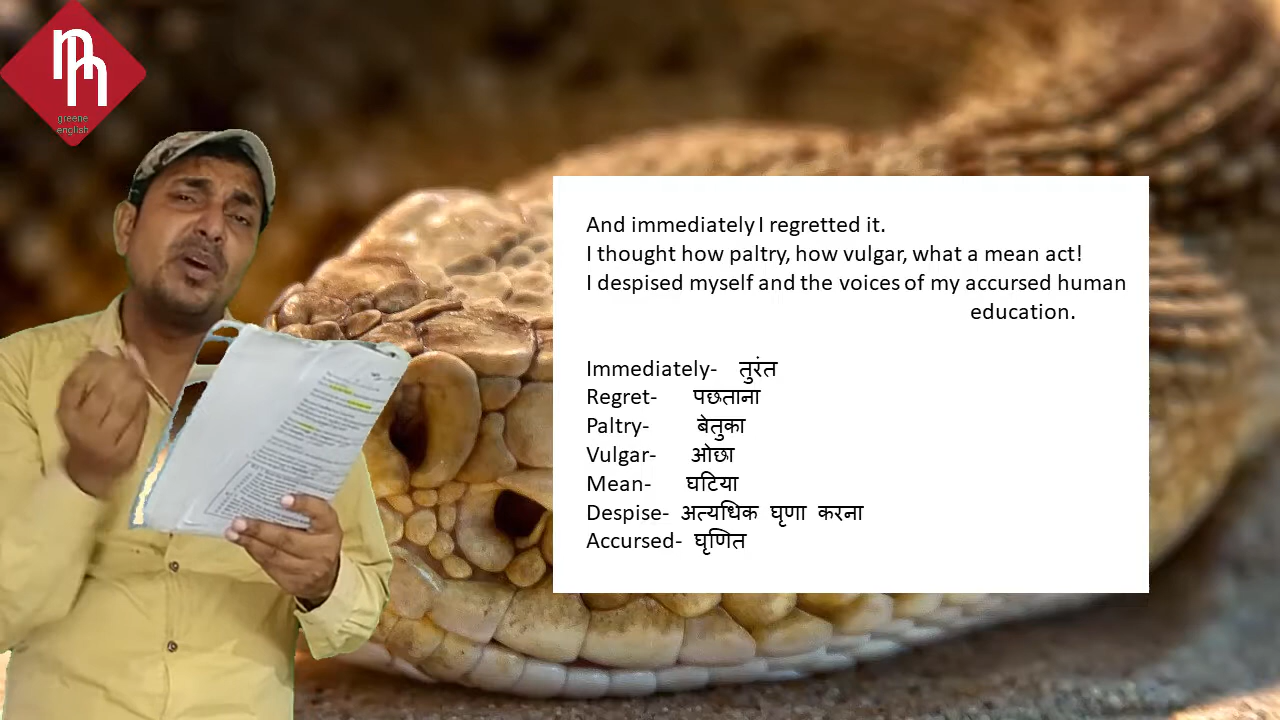 greene
english
And immediately I regretted it.
I thought how paltry, how vulgar, what a mean act!
I despised myself and the voices of my accursed human
education.
Immediately- तुरंत
Regret- पछताना
Paltry- बेतुका
Vulgar- ओछा
Mean- घटिया
Despise- अत्यधिक घृणा करना
Accursed- घृणित